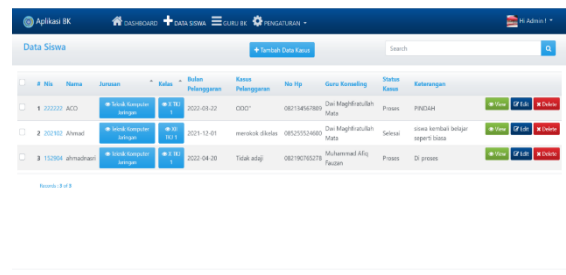 Aplikasi BK DASHBOARD DATA SISWA GURU BK PENGATURAN Hi Admin !
Data Siswa Tambah Data Kasus Search
# Nis Nama Jurusan Kelas Bulan Pelanggaran Kasus Pelanggaran No Hp Guru Konseling Status Kasus Keterangan
1 222223 ACO Teknik Komputer Jaringan X TKJ 1 2022-03-22 OOO" 082134567889 Dwi Maghfiratullah Mata Proses PINDAH View Edit Delete
2 202102 Ahmad Teknik Komputer Jaringan XII TKJ 1 2021-12-01 merokok dikelas 085255524680 Dwi Maghfiratullah Mata Selesai siswa kembali belajar seperti biasa View Edit Delete
3 152904 ahmadnasri Teknik Komputer Jaringan X TKJ 1 2022-04-20 Tidak adaji 082190765278 Muhammad Afiq Fauzan Proses Di proses View Edit Delete
Records : 3 of 3